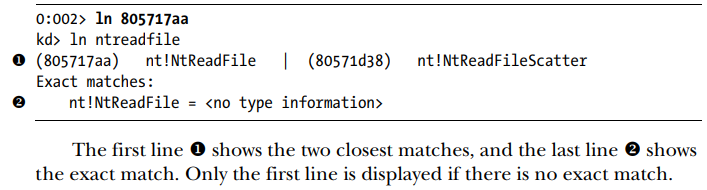 0:002> ln 805717aa
kd> ln ntreadfile
❶ (805717aa)   nt!NtReadFile   |  (80571d38)   nt!NtReadFileScatter
Exact matches:
❷     nt!NtReadFile = <no type information>
The first line ❶ shows the two closest matches, and the last line ❷ shows
the exact match. Only the first line is displayed if there is no exact match.